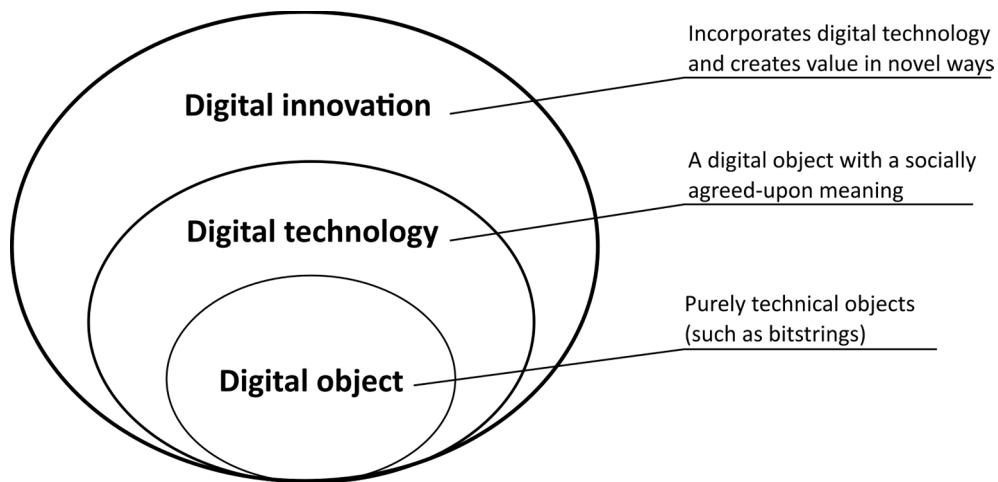 Incorporates digital technology
and creates value in novel ways
Digital innovation
A digital object with a socially
agreed-upon meaning
Digital technology
Purely technical objects
(such as bitstrings)
Digital object